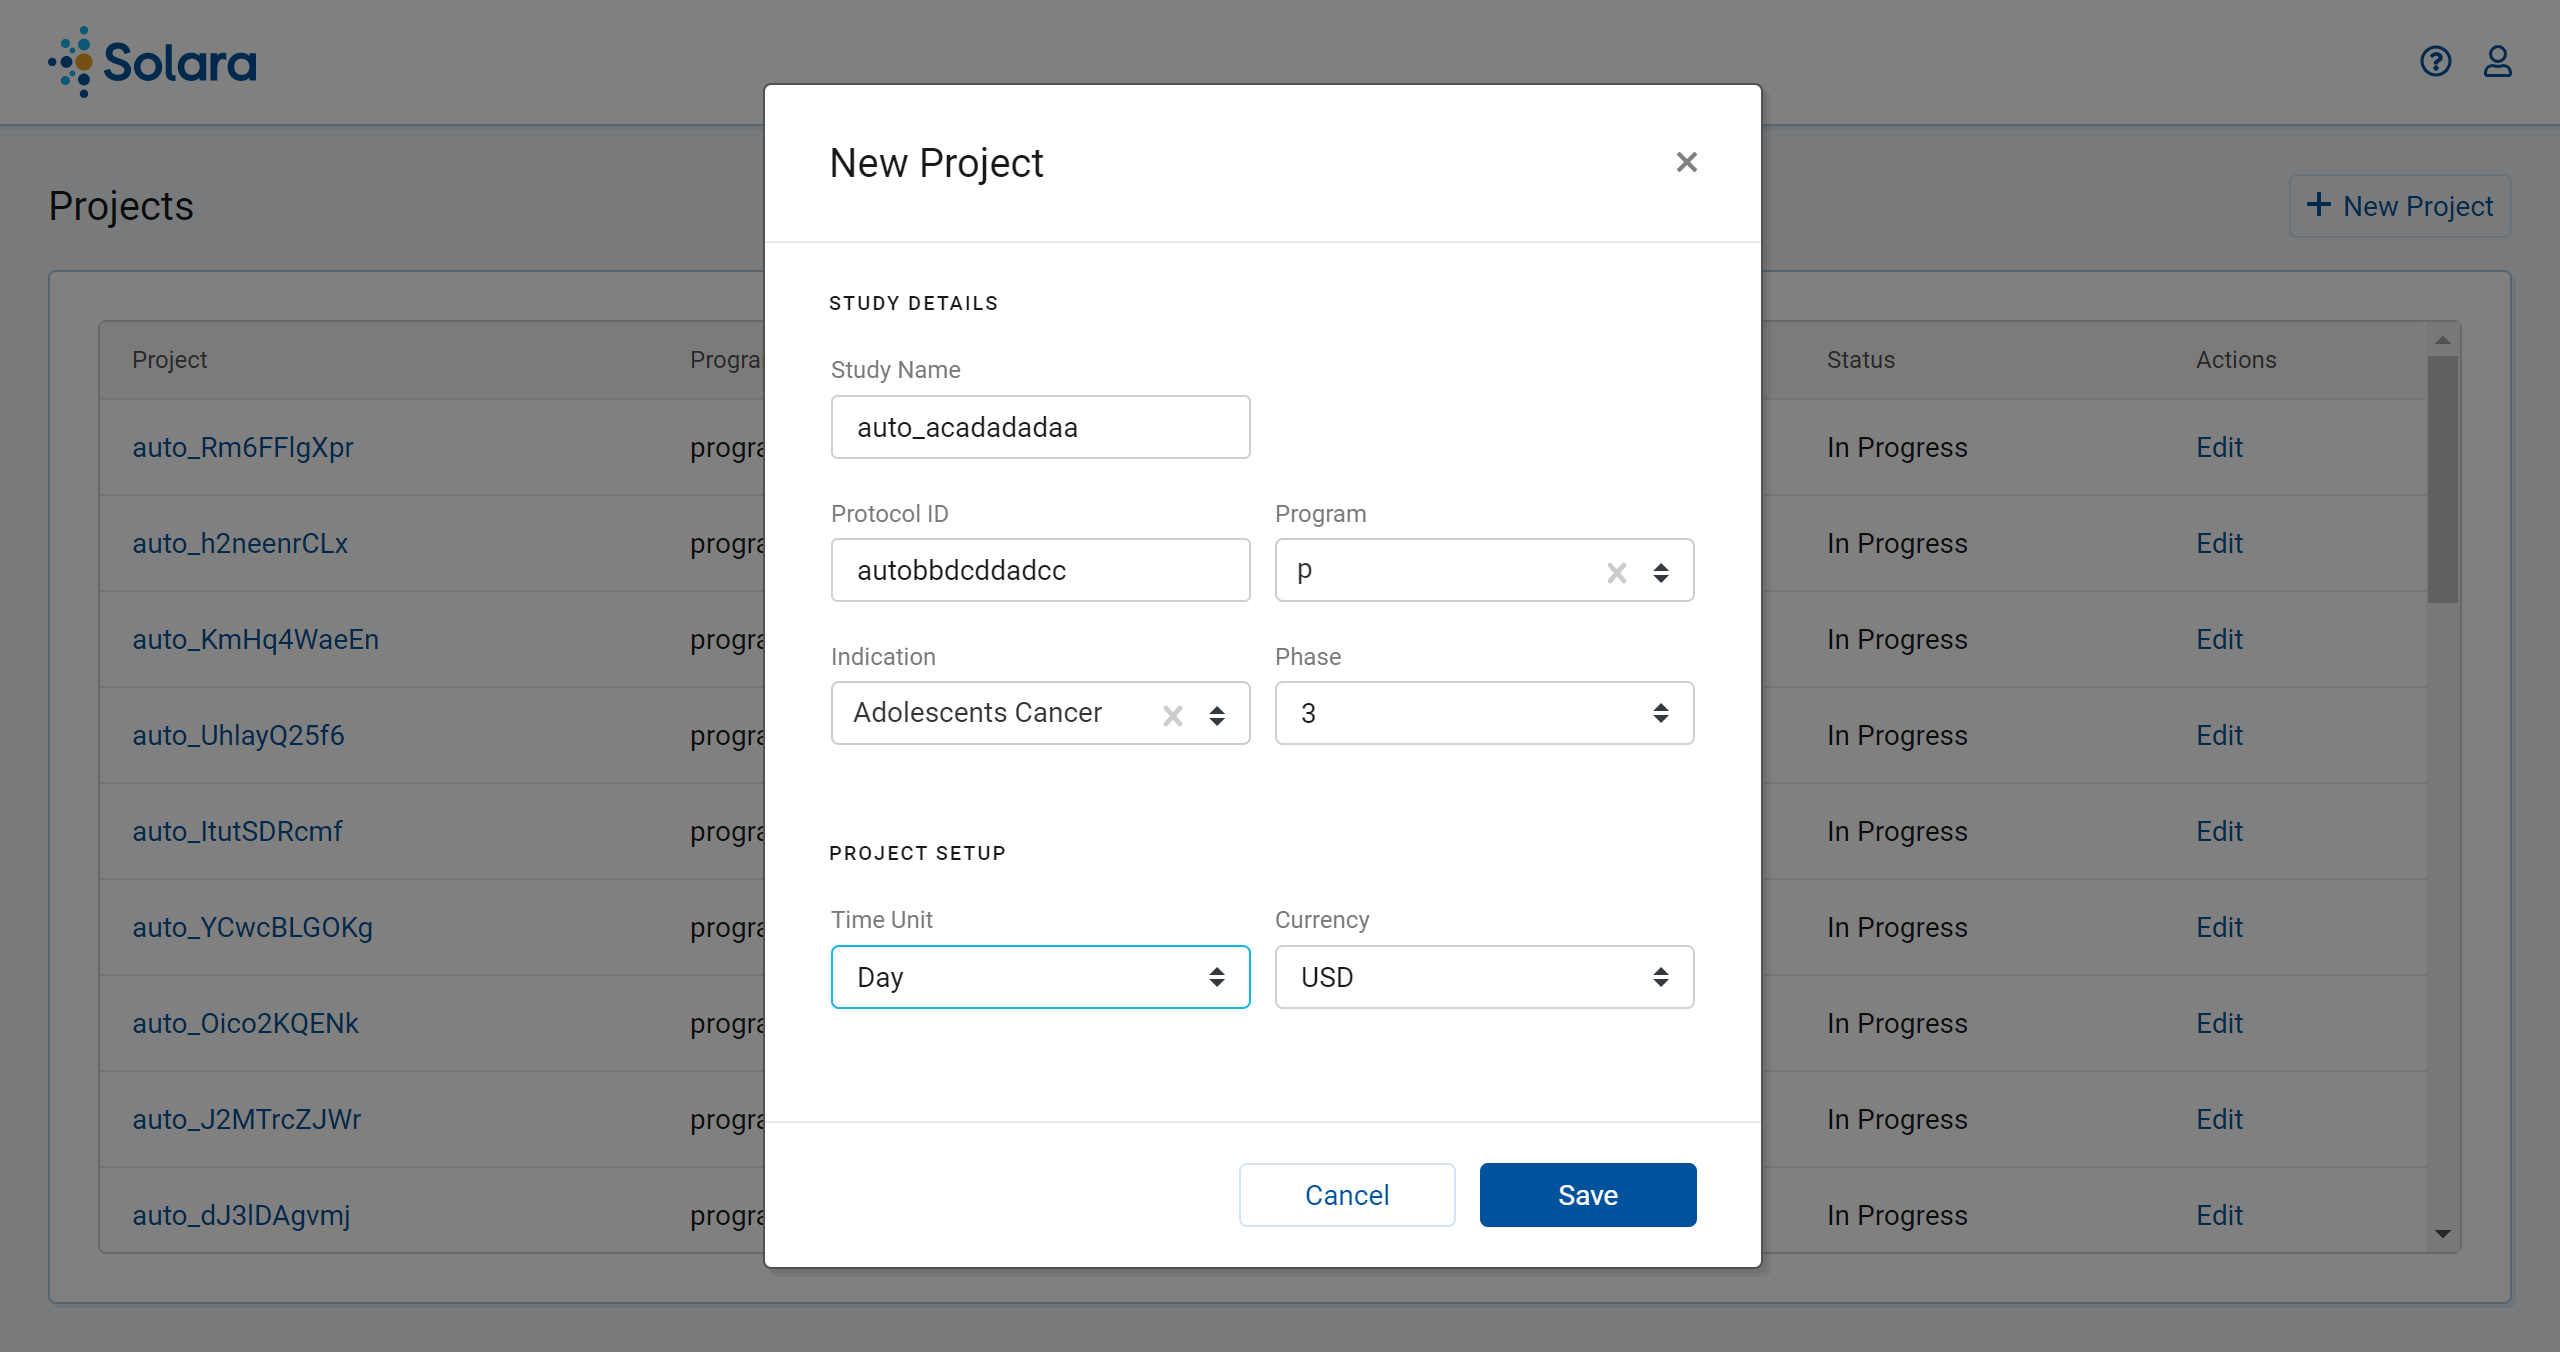 Solara
New Project
Projects
New Project
STUDY DETAILS
Project Progra Status Actions
Study Name
auto_acadadadaa
auto_Rm6FFlgXpr progra In Progress Edit
Protocol ID Program
auto_h2neenrCLx progra In Progress Edit
autobbdcddadcc p
auto_KmHq4WaeEn progra In Progress Edit
Indication Phase
Adolescents Cancer 3
auto_UhlayQ25f6 progra In Progress Edit
auto_ItutSDRcmf progra In Progress Edit
PROJECT SETUP
Time Unit Currency
auto_YCwcBLGOKg progra In Progress Edit
Day USD
auto_Oico2KQENk progra In Progress Edit
auto_J2MTrcZJWr progra In Progress Edit
Cancel Save
auto_dJ3lDAgvmj progra In Progress Edit